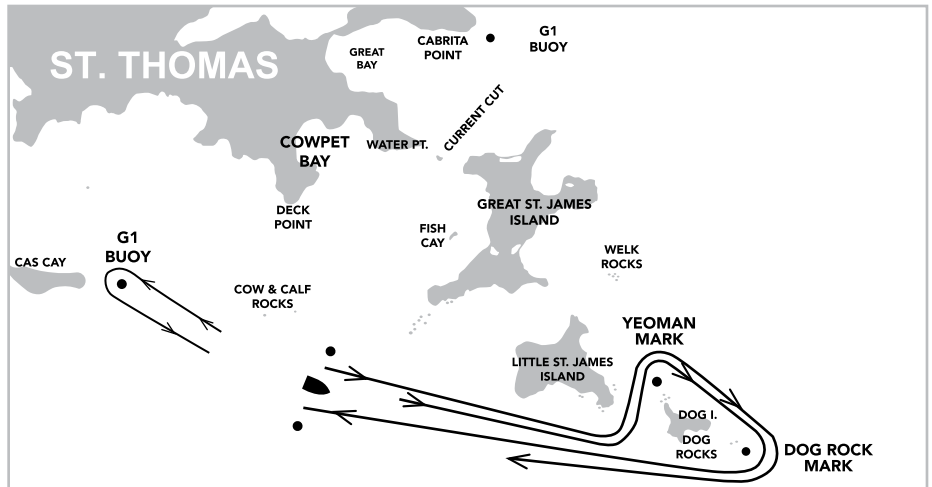 G1
BUOY
CABRITA
POINT
GREAT
BAY
ST. THOMAS
CURRENT CUT
COWPET
BAY
WATER PT.
GREAT ST. JAMES
ISLAND
DECK
POINT
FISH
CAY
G1
BUOY
WELK
ROCKS
CAS CAY
COW & CALF
ROCKS
YEOMAN
MARK
LITTLE ST. JAMES
ISLAND
DOG I.
DOG
ROCKS
DOG ROCK
MARK